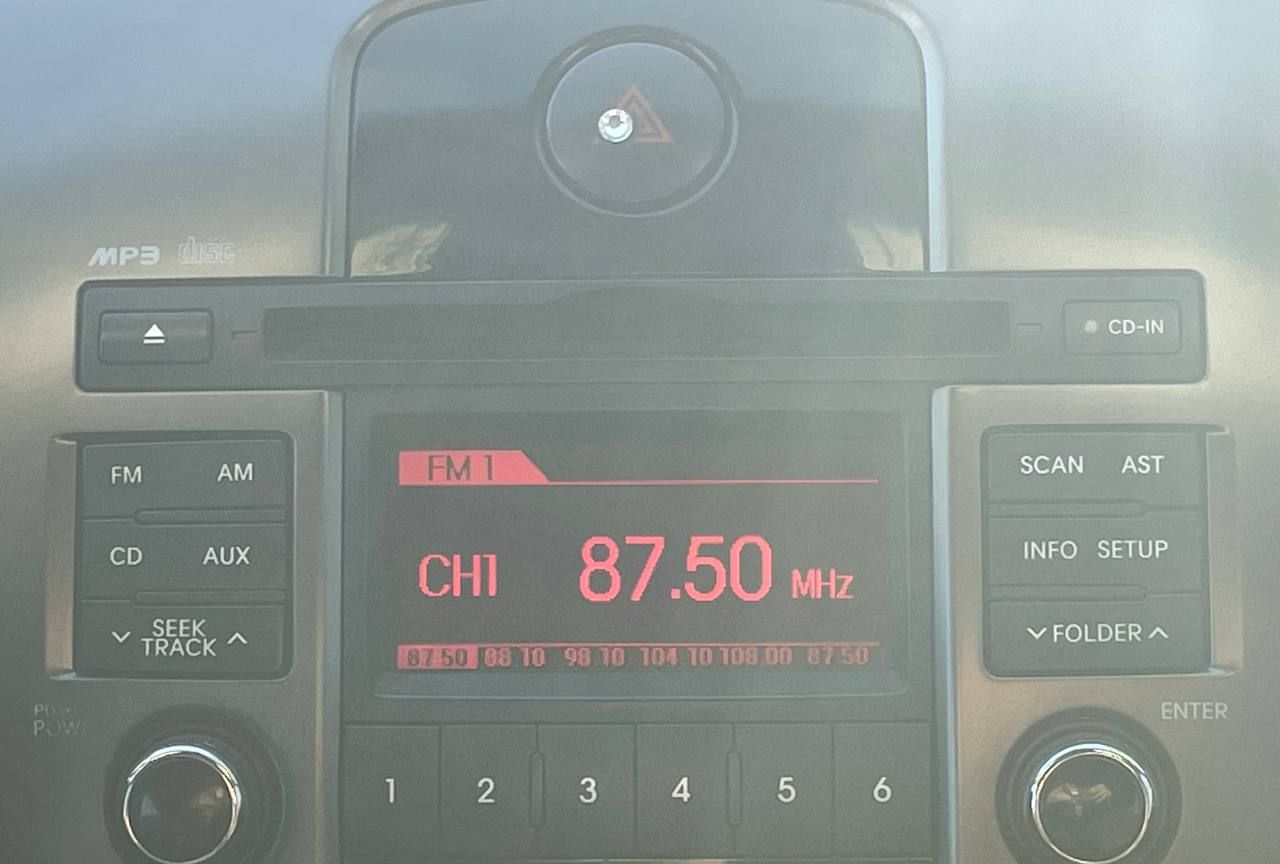 MP3 disc
CD-IN
FM AM
CD AUX
SEEK
TRACK
FM 1
CH1 87.50 MHz
87.50 88.10 98.10 104.10 108.00 87.50
SCAN AST
INFO SETUP
FOLDER
PUSH
POWER
ENTER
1 2 3 4 5 6